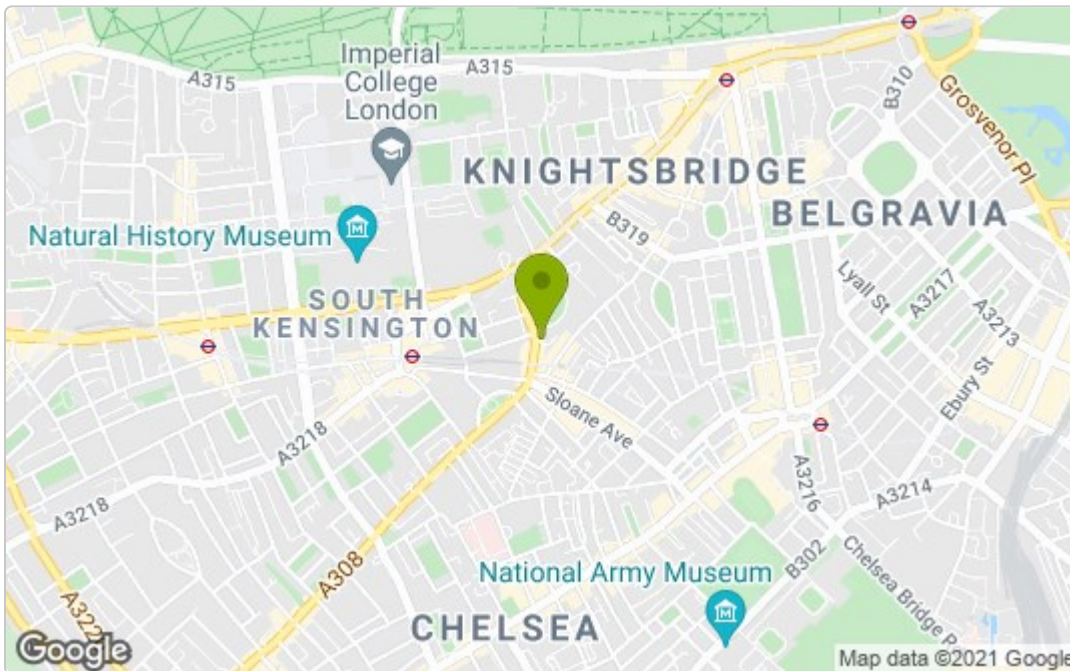 A315
Imperial
College
London
A315
B310
Grosvenor Pl
KNIGHTSBRIDGE
BELGRAVIA
Natural History Museum
B319
Lyall St
A3217
A3213
SOUTH
KENSINGTON
Ebury St
Sloane Ave
A3218
A3218
A3216
A3214
A308
B302
National Army Museum
Chelsea Bridge R
A322
CHELSEA
Google
Map data ©2021 Google